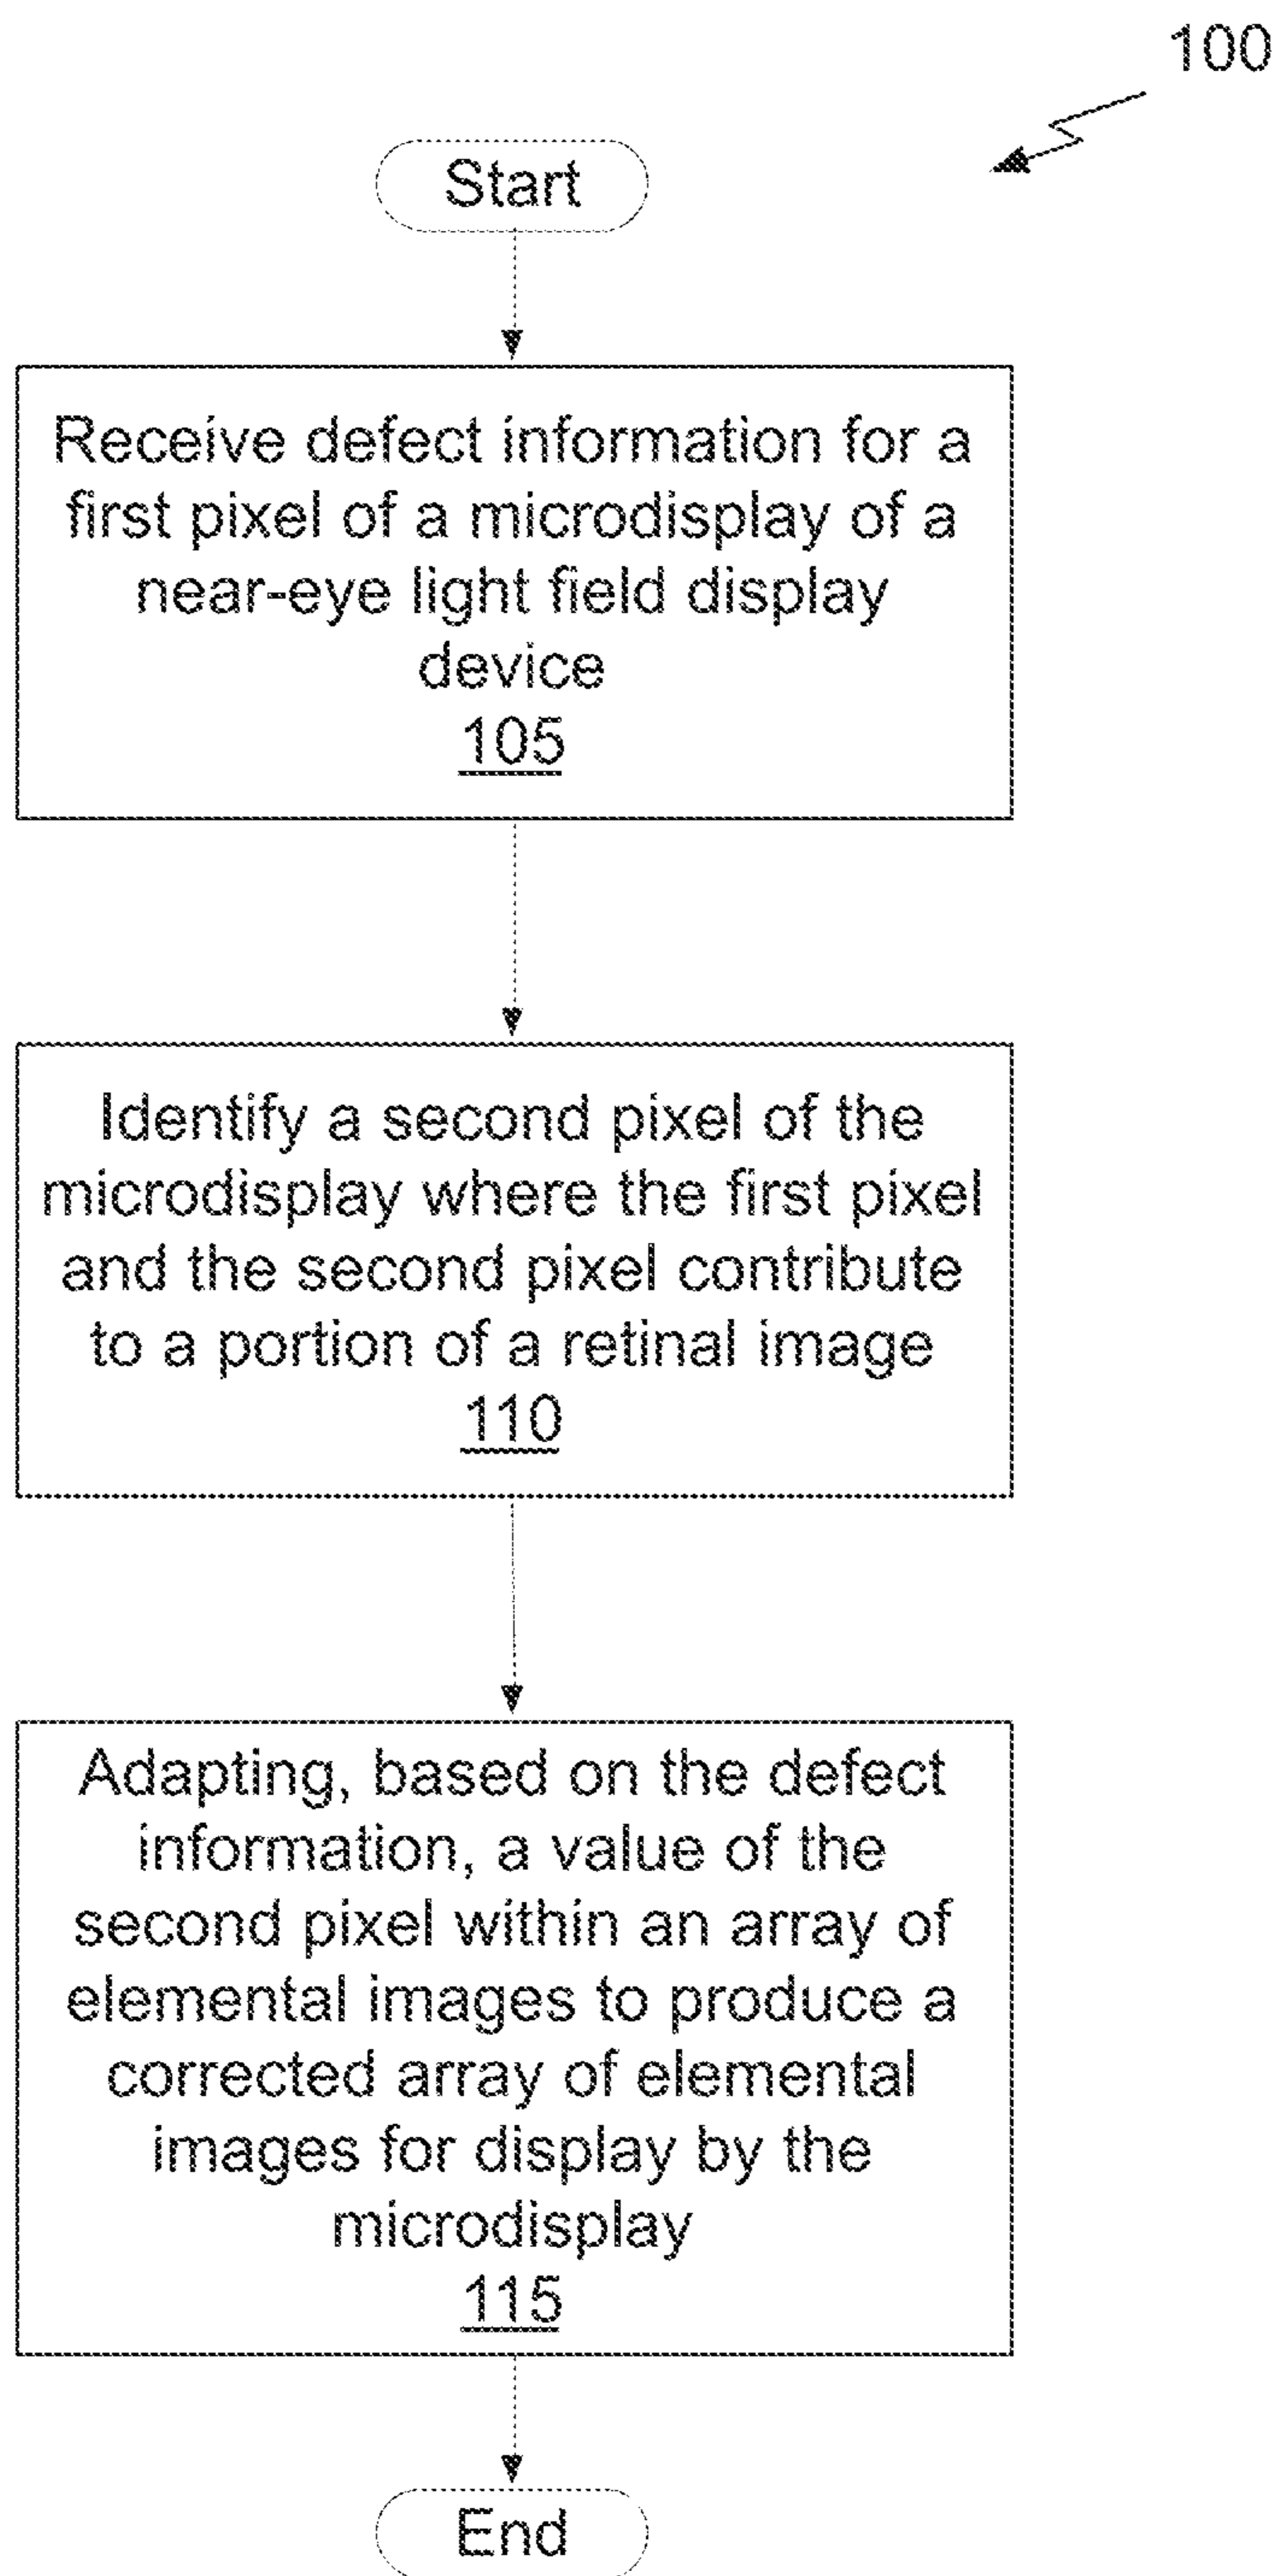 100
Start
Receive defect information for a
first pixel of a microdisplay of a
near-eye light field display
device
105
Identify a second pixel of the
microdisplay where the first pixel
and the second pixel contribute
to a portion of a retinal image
110
Adapting, based on the defect
information, a value of the
second pixel within an array of
elemental images to produce a
corrected array of elemental
images for display by the
microdisplay
115
End